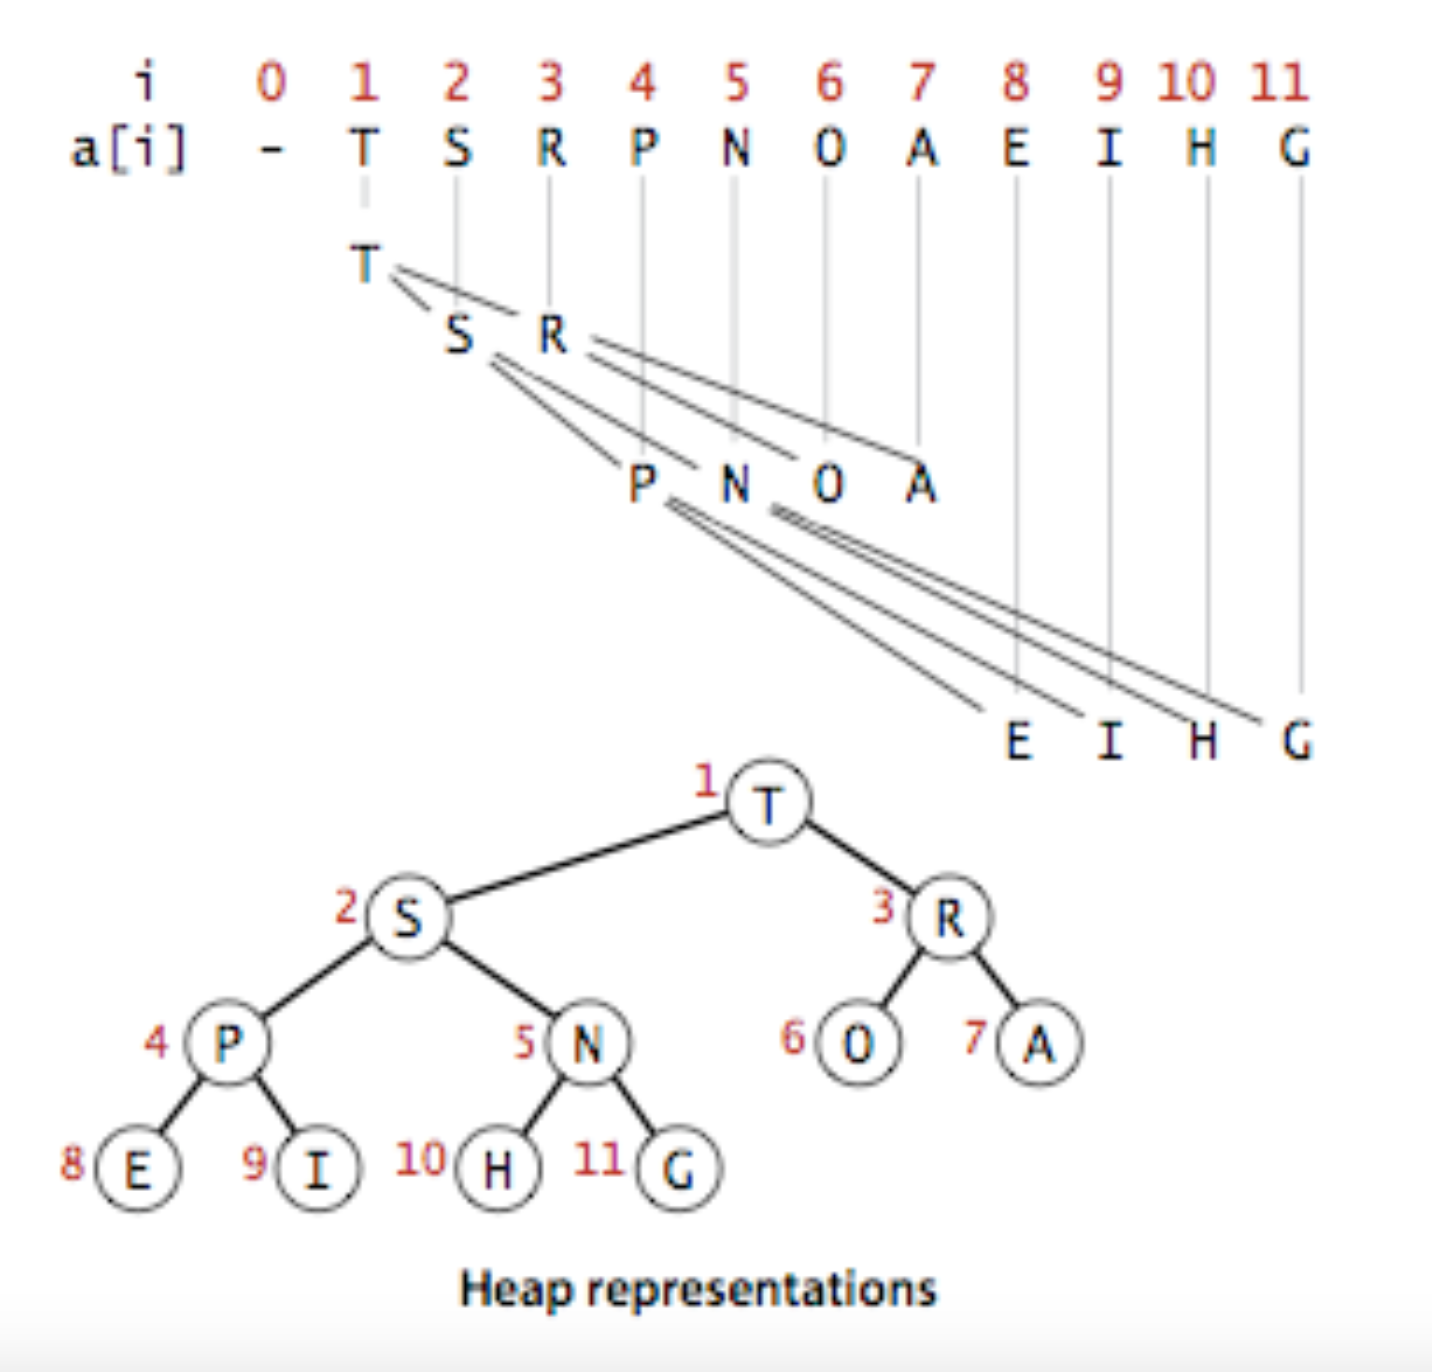 i 0 1 2 3 4 5 6 7 8 9 10 11
a[i] - T S R P N O A E I H G
T
S R
P N O A
E I H G
1 T
2 S 3 R
4 P 5 N 6 O 7 A
8 E 9 I 10 H 11 G
Heap representations